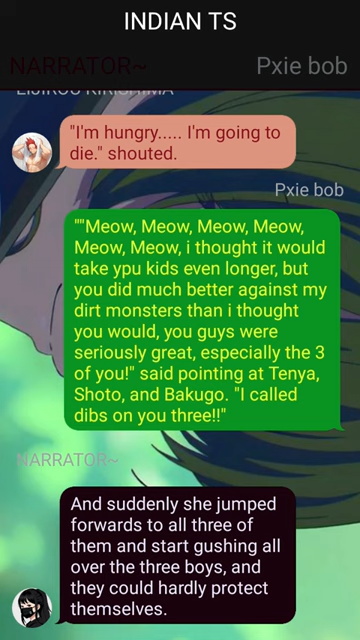 INDIAN TS
NARRATOR~
Pxie bob
EIJIROU KIRISHIMA
"I'm hungry..... I'm going to
die." shouted.
Pxie bob
""Meow, Meow, Meow, Meow,
Meow, Meow, i thought it would
take ypu kids even longer, but
you did much better against my
dirt monsters than i thought
you would, you guys were
seriously great, especially the 3
of you!" said pointing at Tenya,
Shoto, and Bakugo. "I called
dibs on you three!!"
NARRATOR~
And suddenly she jumped
forwards to all three of
them and start gushing all
over the three boys, and
they could hardly protect
themselves.